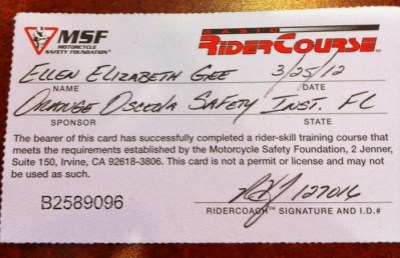 MSF
MOTORCYCLE
SAFETY FOUNDATION
BASIC
RIDERCOURSE
ELLEN ELIZABETH GEE 3/25/12
NAME DATE
ORANGE OSCEOLA SAFETY INST. FL
SPONSOR STATE
The bearer of this card has successfully completed a rider-skill training course that
meets the requirements established by the Motorcycle Safety Foundation, 2 Jenner,
Suite 150, Irvine, CA 92618-3806. This card is not a permit or license and may not
be used as such.
B2589096
127016
RIDERCOACH SIGNATURE AND I.D.#